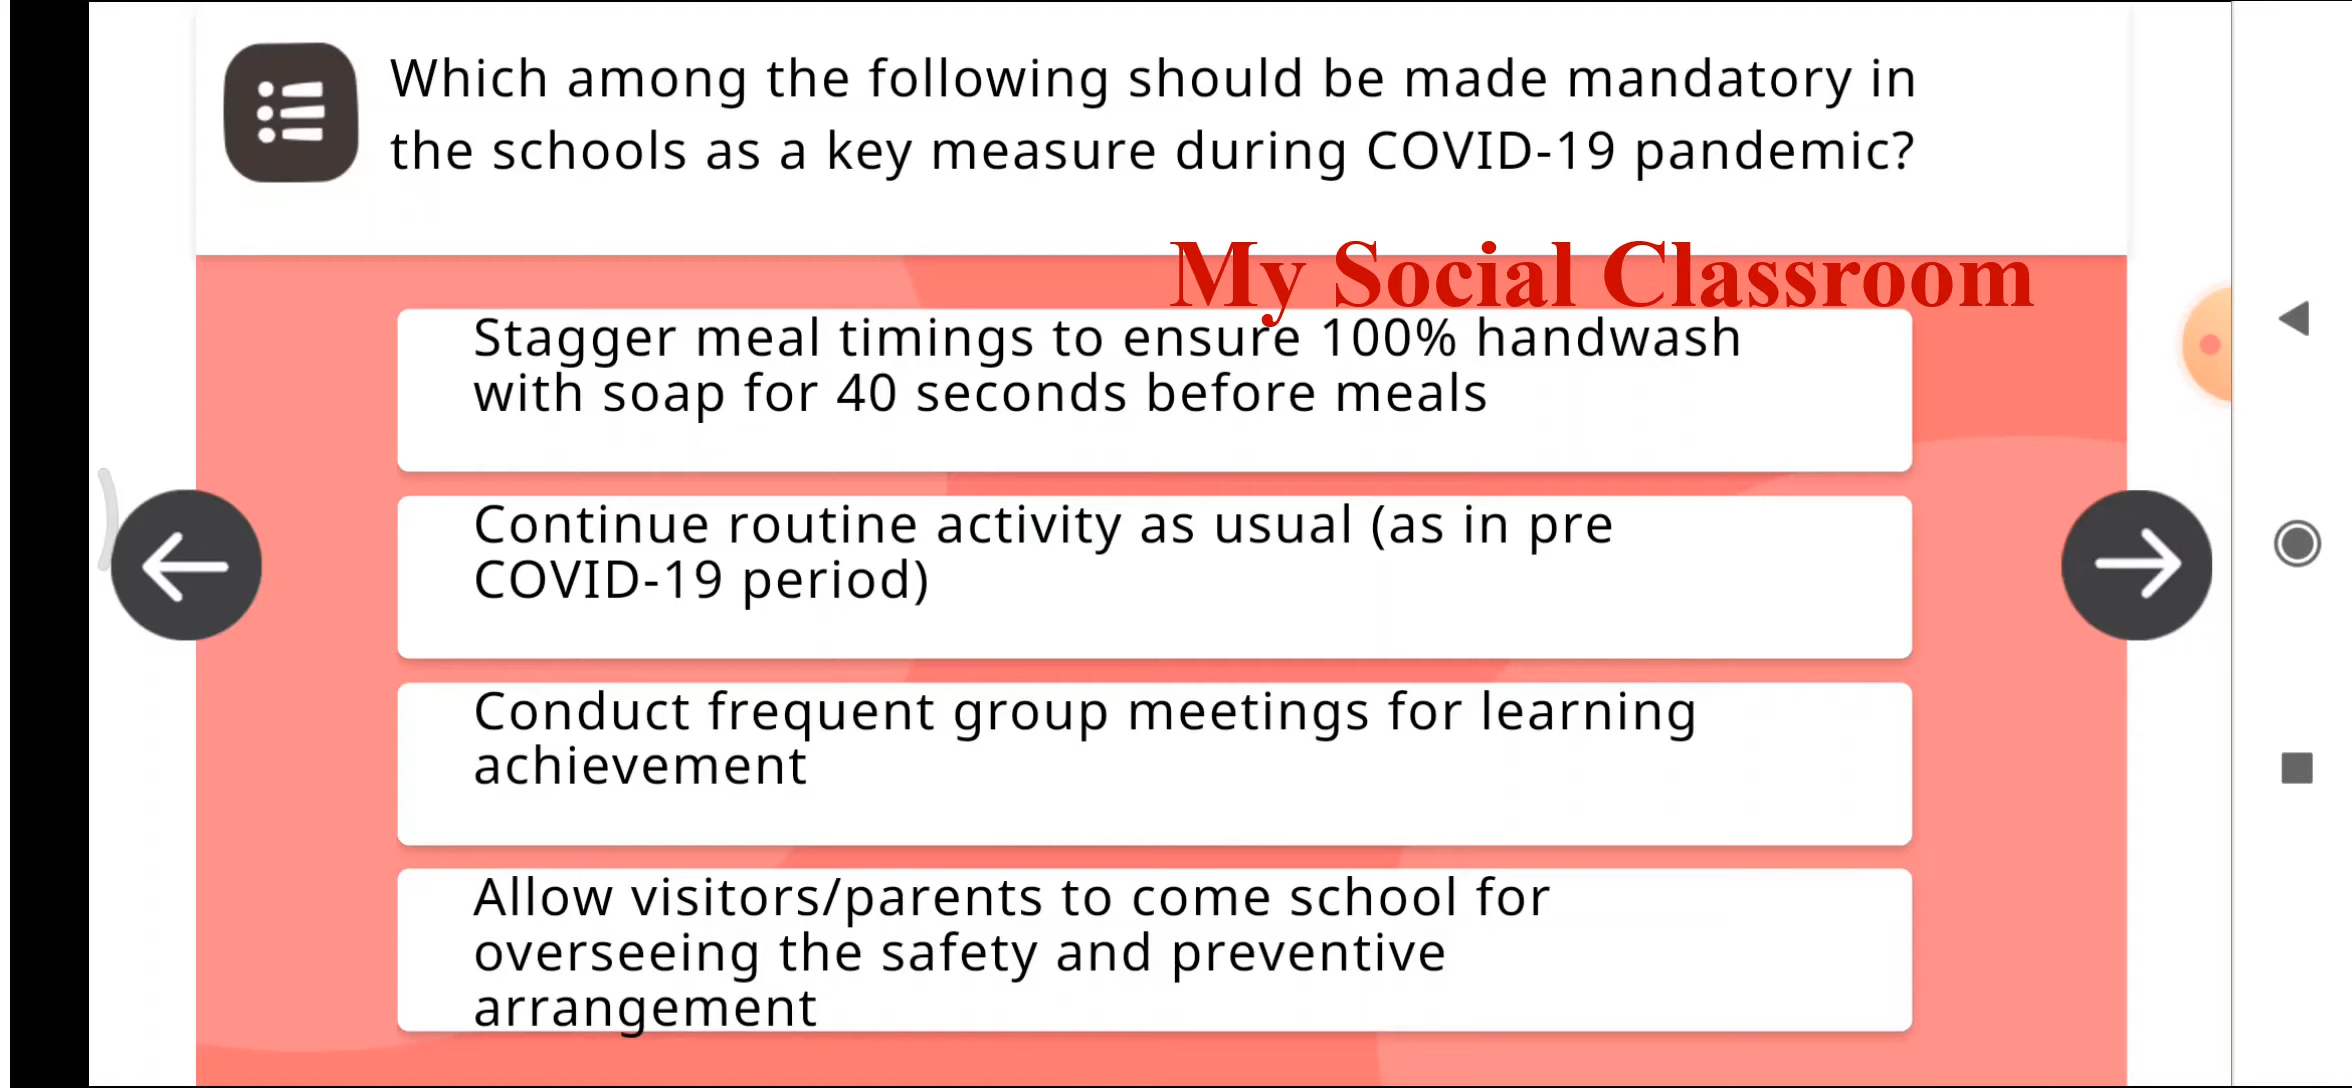 Which among the following should be made mandatory in
the schools as a key measure during COVID-19 pandemic?
My Social Classroom
Stagger meal timings to ensure 100% handwash
with soap for 40 seconds before meals
Continue routine activity as usual (as in pre
COVID-19 period)
Conduct frequent group meetings for learning
achievement
Allow visitors/parents to come school for
overseeing the safety and preventive
arrangement